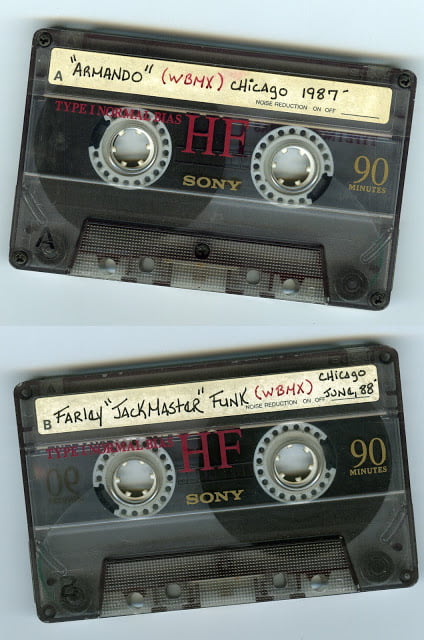 "ARMANDO" (WBMX) CHICAGO 1987
A
NOISE REDUCTION ON OFF
TYPE I NORMAL BIAS
HF
90
MINUTES
SONY
A
FARLEY "JACKMASTER" FUNK (WBMX) CHICAGO
JUNE, 88'
B
NOISE REDUCTION ON OFF
TYPE I NORMAL BIAS
HF
90
MINUTES
SONY
B